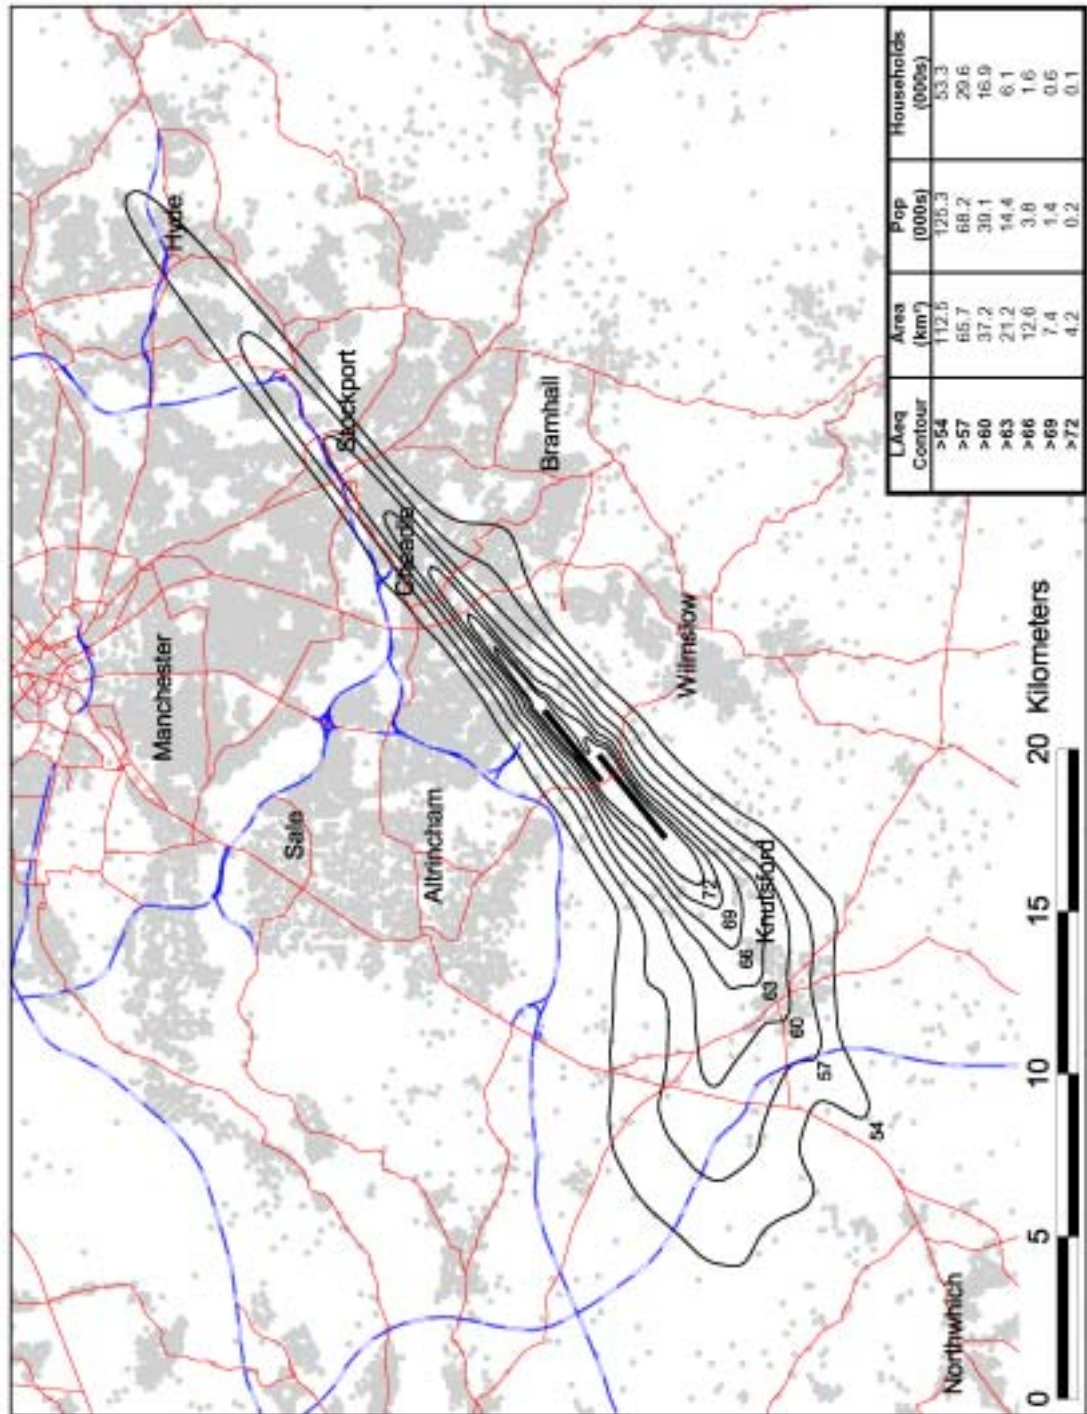 Hyde
Stockport
Cheadle
Bramhall
Manchester
Wilmslow
Sale
Altrincham
Knutsford
Northwhich
72
69
66
63
60
57
54
0 5 10 15 20 Kilometers
LAeq Area Pop Households
Contour (km²) (000s) (000s)
>54 112.5 125.3 53.3
>57 65.7 68.2 29.6
>60 37.2 39.1 16.9
>63 21.2 14.4 6.1
>66 12.6 3.8 1.6
>69 7.4 1.4 0.6
>72 4.2 0.2 0.1